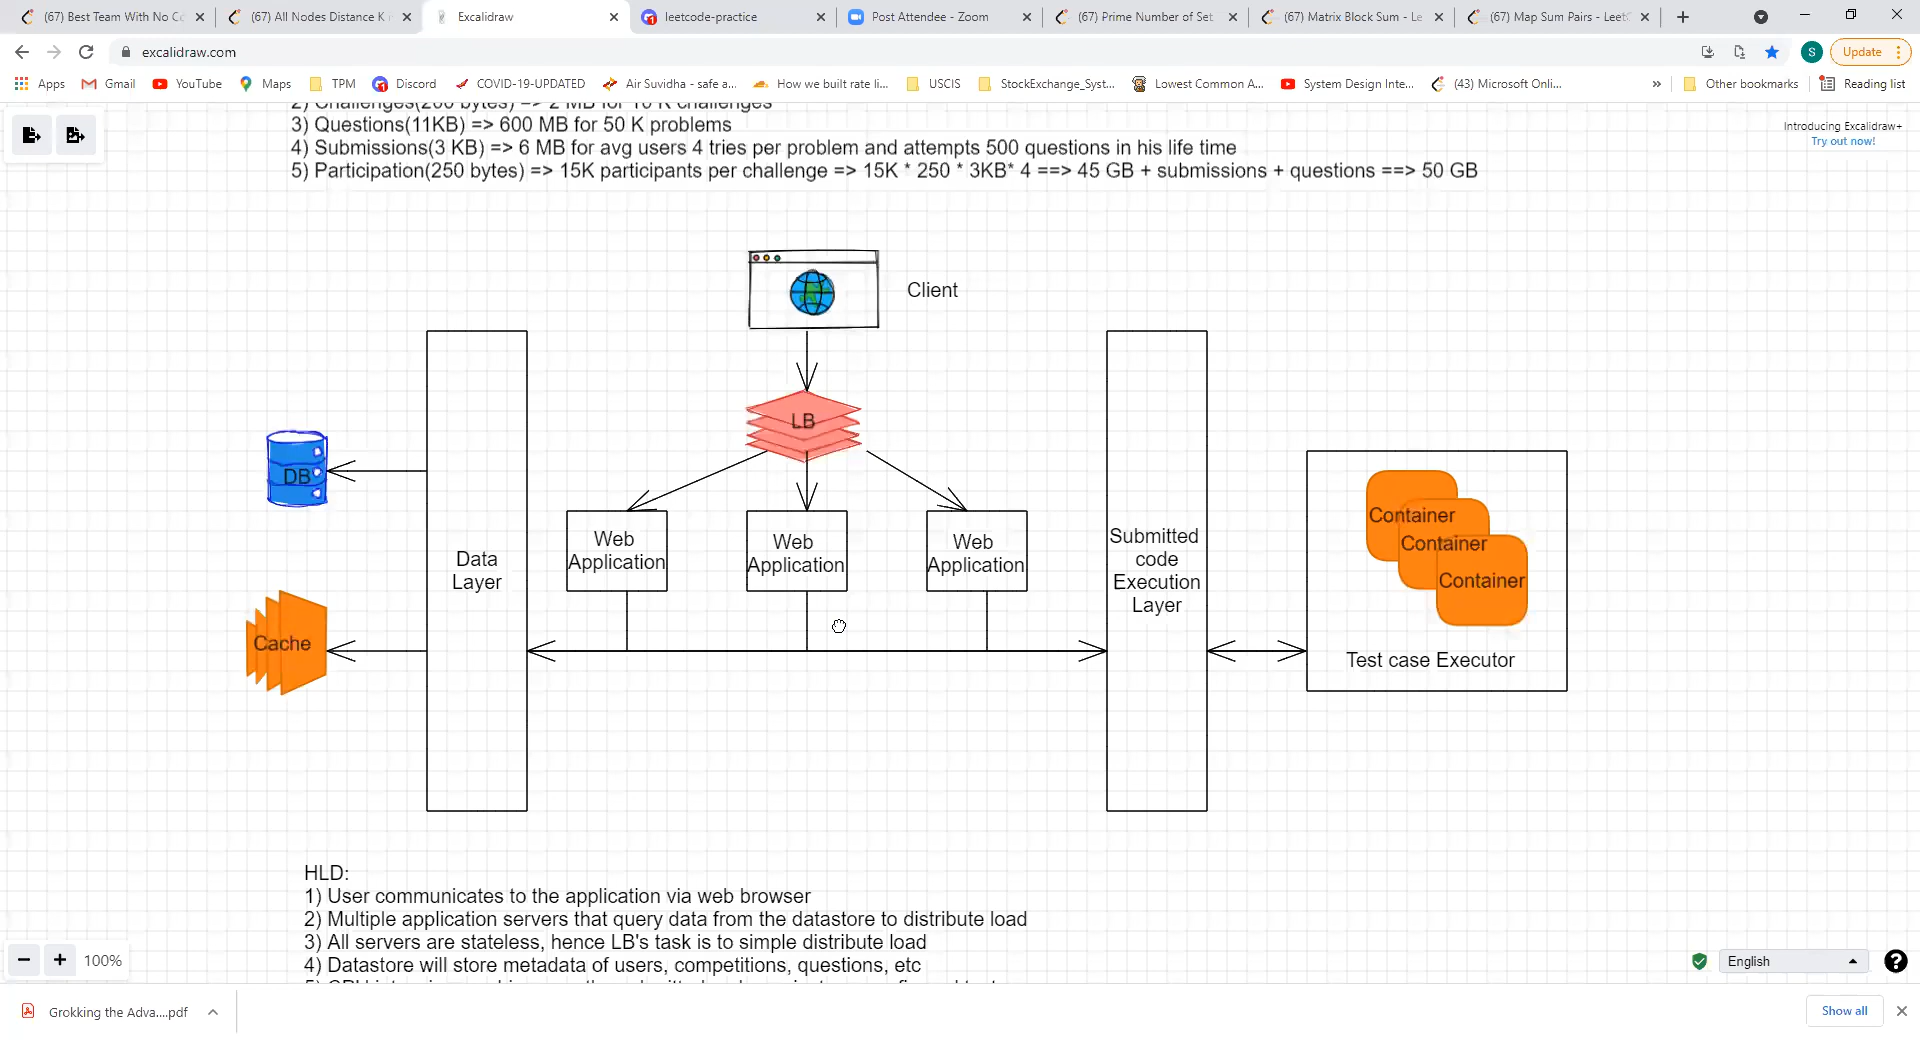 (67) Best Team With No Co
(67) All Nodes Distance K i
Excalidraw
leetcode-practice
Post Attendee - Zoom
(67) Prime Number of Set
(67) Matrix Block Sum - Le
(67) Map Sum Pairs - Leet
excalidraw.com
S
Update
Apps
Gmail
YouTube
Maps
TPM
Discord
COVID-19-UPDATED
Air Suvidha - safe a...
How we built rate li...
USCIS
StockExchange_Syst...
Lowest Common A...
System Design Inte...
(43) Microsoft Onli...
»
Other bookmarks
Reading list
2) Challenges(200 bytes) => 2 MB for 10 K challenges
3) Questions(11KB) => 600 MB for 50 K problems
4) Submissions(3 KB) => 6 MB for avg users 4 tries per problem and attempts 500 questions in his life time
5) Participation(250 bytes) => 15K participants per challenge => 15K * 250 * 3KB* 4 ==> 45 GB + submissions + questions ==> 50 GB
Introducing Excalidraw+
Try out now!
Client
LB
DB
Cache
Data
Layer
Web
Application
Web
Application
Web
Application
Submitted
code
Execution
Layer
Container
Container
Container
Test case Executor
HLD:
1) User communicates to the application via web browser
2) Multiple application servers that query data from the datastore to distribute load
3) All servers are stateless, hence LB's task is to simple distribute load
4) Datastore will store metadata of users, competitions, questions, etc
100%
English
Grokking the Adva....pdf
Show all